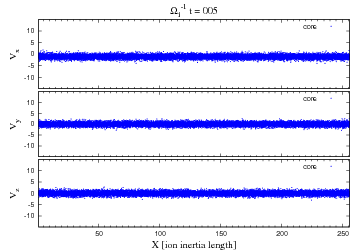 Ω_i^-1 t = 005
core
V_x
10
5
0
-5
-10
core
V_y
10
5
0
-5
-10
core
V_z
10
5
0
-5
-10
50 100 150 200 250
X [ion inertia length]